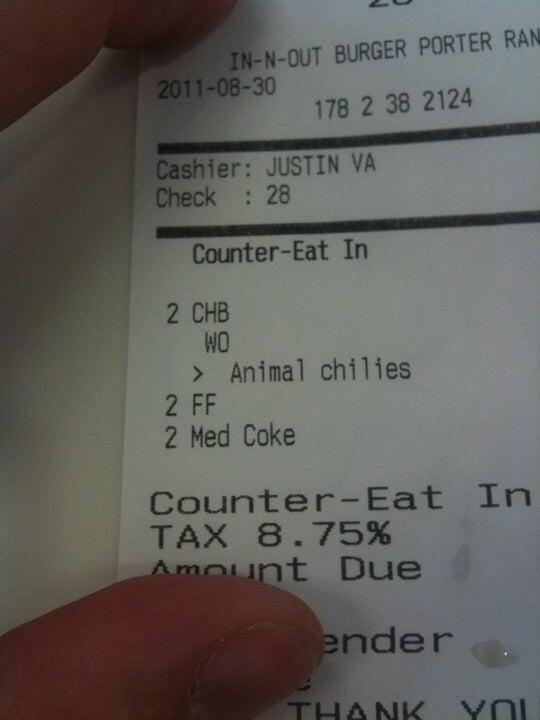 28
IN-N-OUT BURGER PORTER RAN
2011-08-30
178 2 38 2124
Cashier: JUSTIN VA
Check : 28
Counter-Eat In
2 CHB
WO
> Animal chilies
2 FF
2 Med Coke
Counter-Eat In
TAX 8.75%
Amount Due
ender
THANK YOU